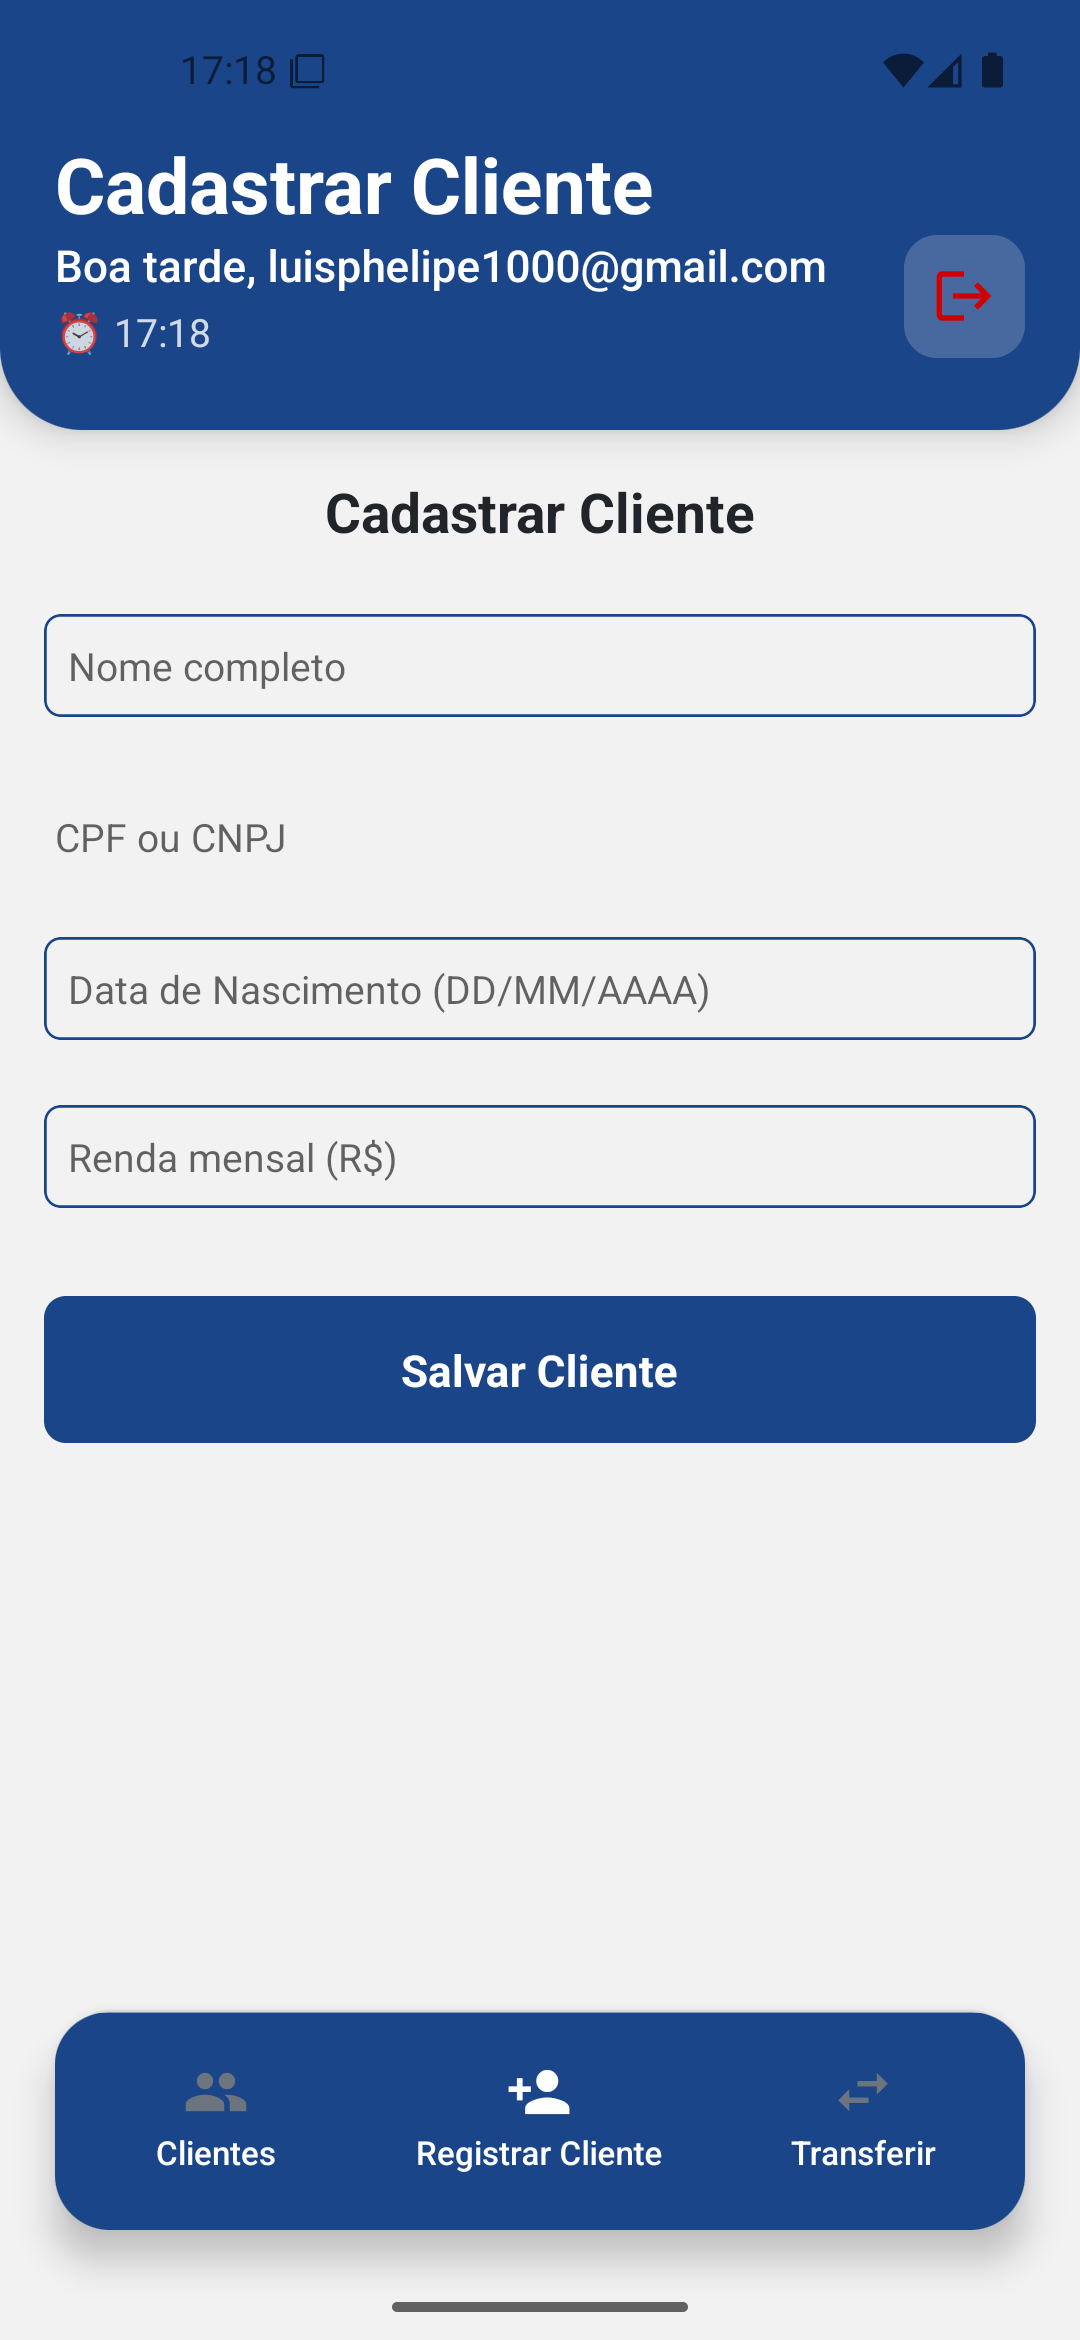 17:18
Cadastrar Cliente
Boa tarde, luisphelipe1000@gmail.com
⏰ 17:18
Cadastrar Cliente
Nome completo
CPF ou CNPJ
Data de Nascimento (DD/MM/AAAA)
Renda mensal (R$)
Salvar Cliente
Clientes
Registrar Cliente
Transferir